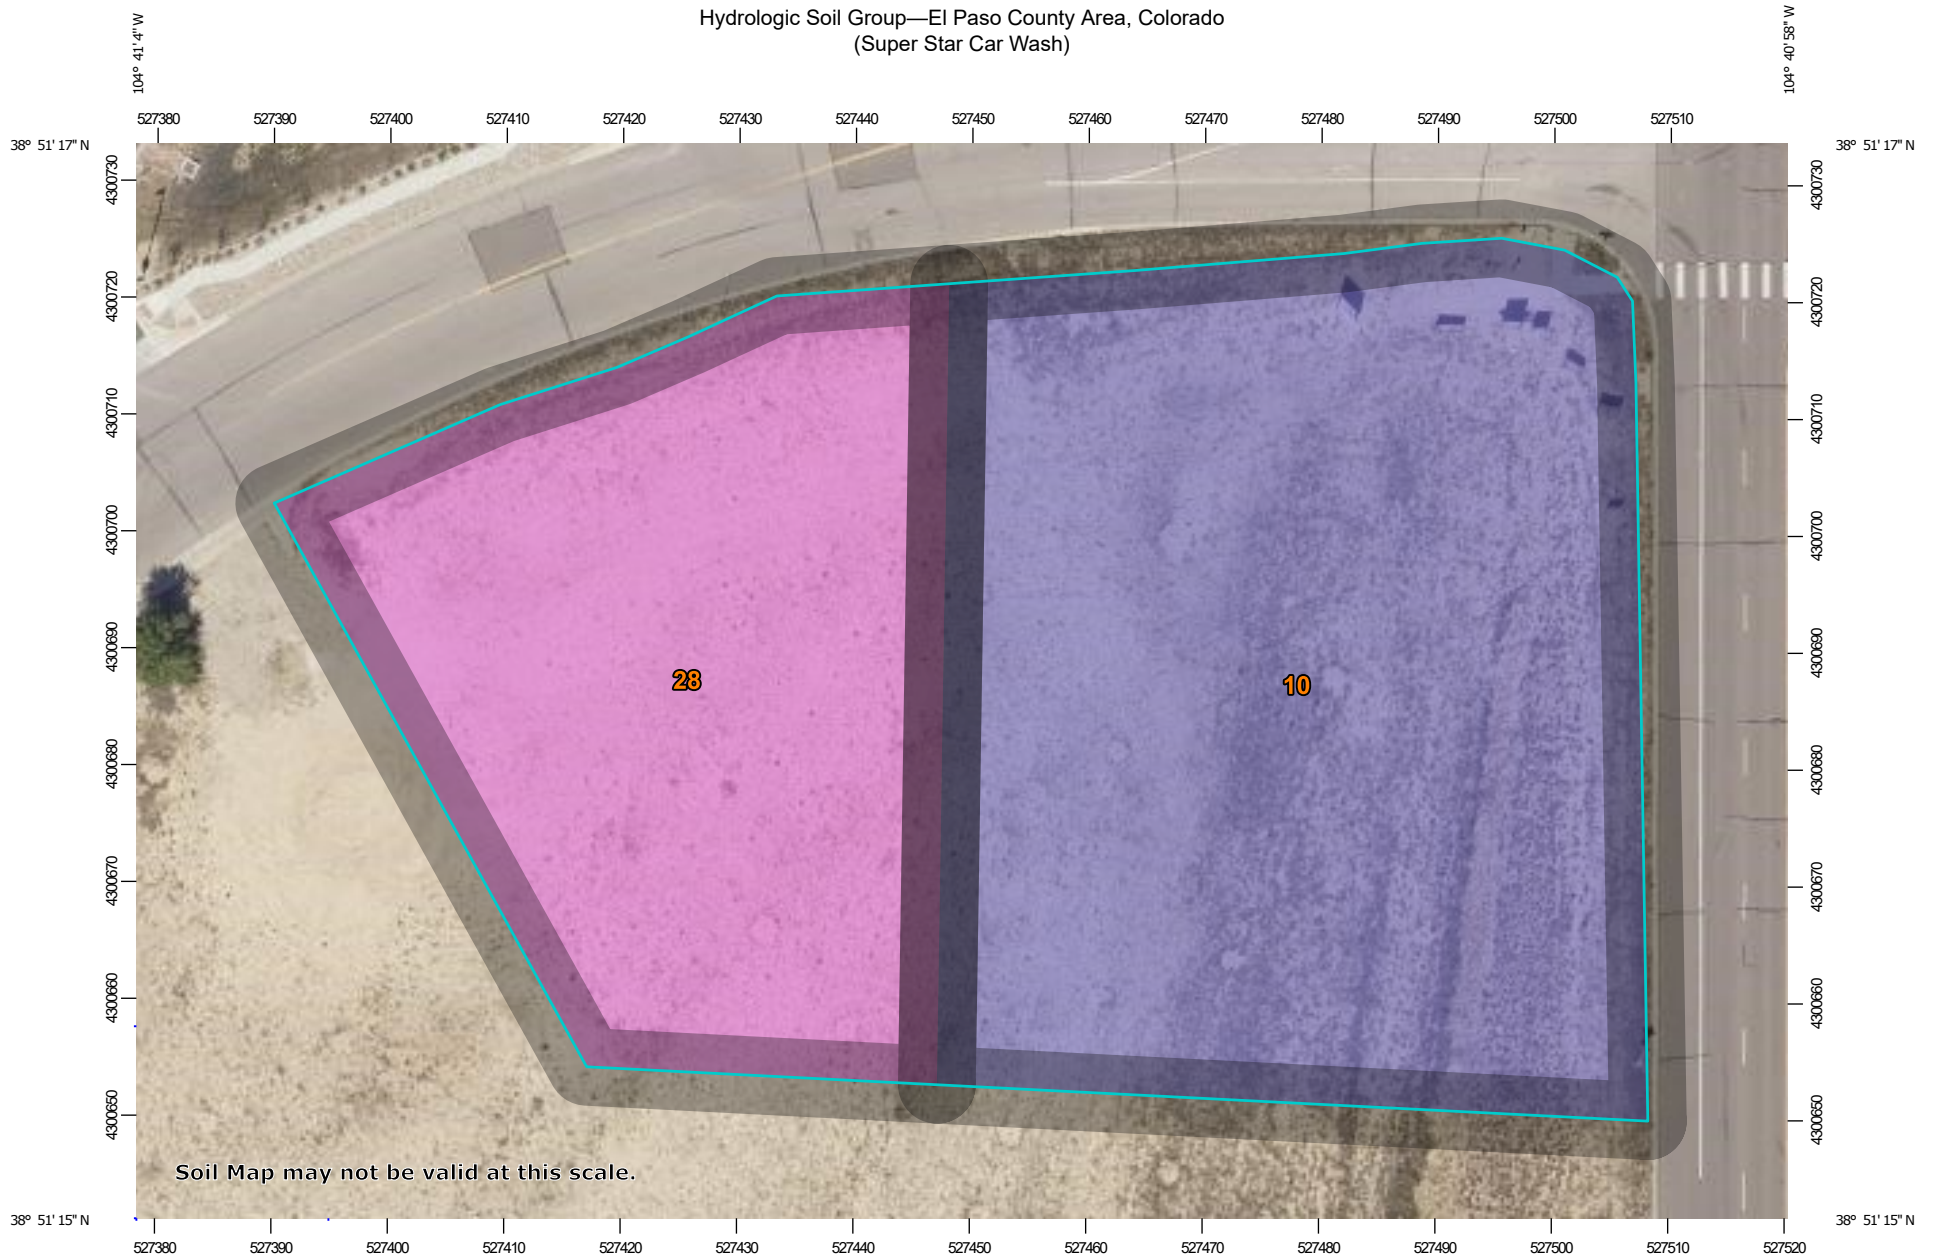 Hydrologic Soil Group—El Paso County Area, Colorado
(Super Star Car Wash)
104° 41' 4'' W
104° 40' 58'' W
527380 527390 527400 527410 527420 527430 527440 527450 527460 527470 527480 527490 527500 527510
38° 51' 17'' N
38° 51' 17'' N
4300730
4300730
4300720
4300720
4300710
4300710
4300700
4300700
4300690
4300690
28
10
4300680
4300680
4300670
4300670
4300660
4300660
4300650
4300650
Soil Map may not be valid at this scale.
38° 51' 15'' N
38° 51' 15'' N
527380 527390 527400 527410 527420 527430 527440 527450 527460 527470 527480 527490 527500 527510 527520